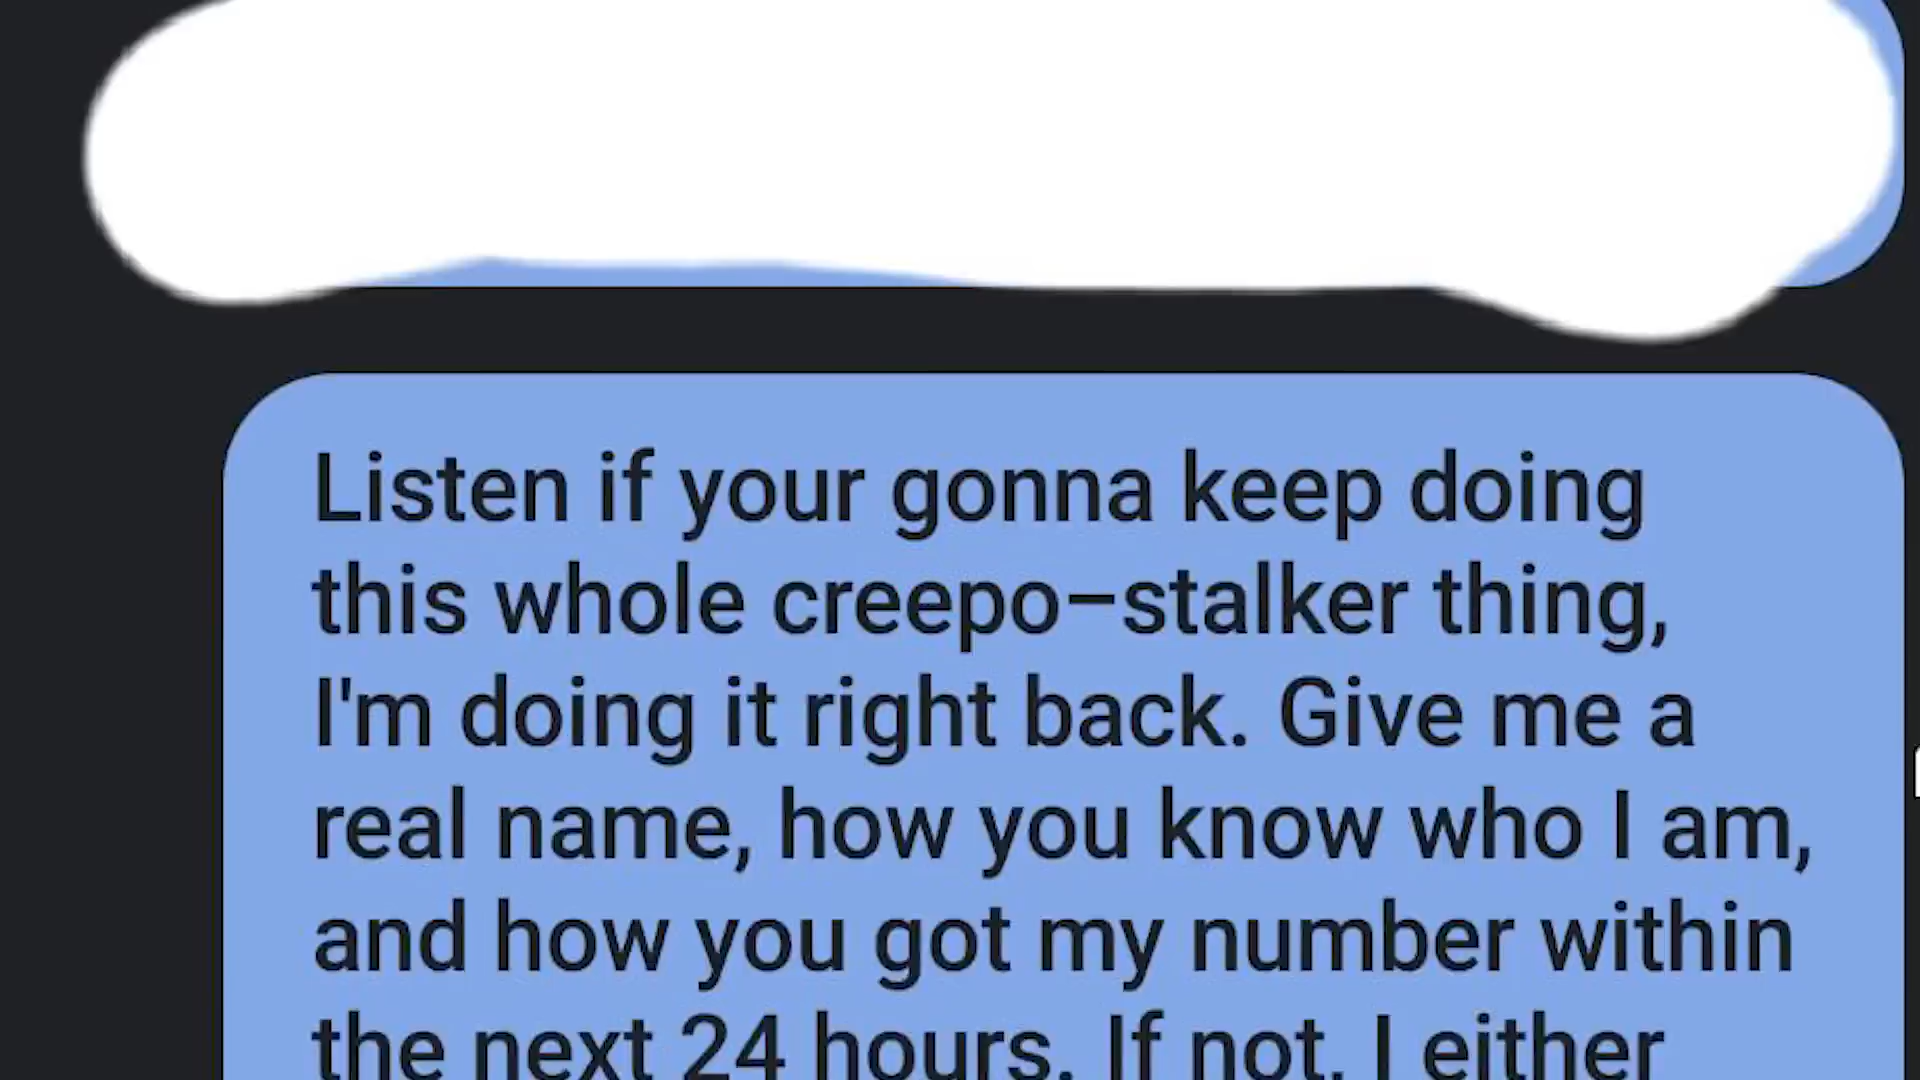 Listen if your gonna keep doing
this whole creepo-stalker thing,
I'm doing it right back. Give me a
real name, how you know who I am,
and how you got my number within
the next 24 hours. If not, I either